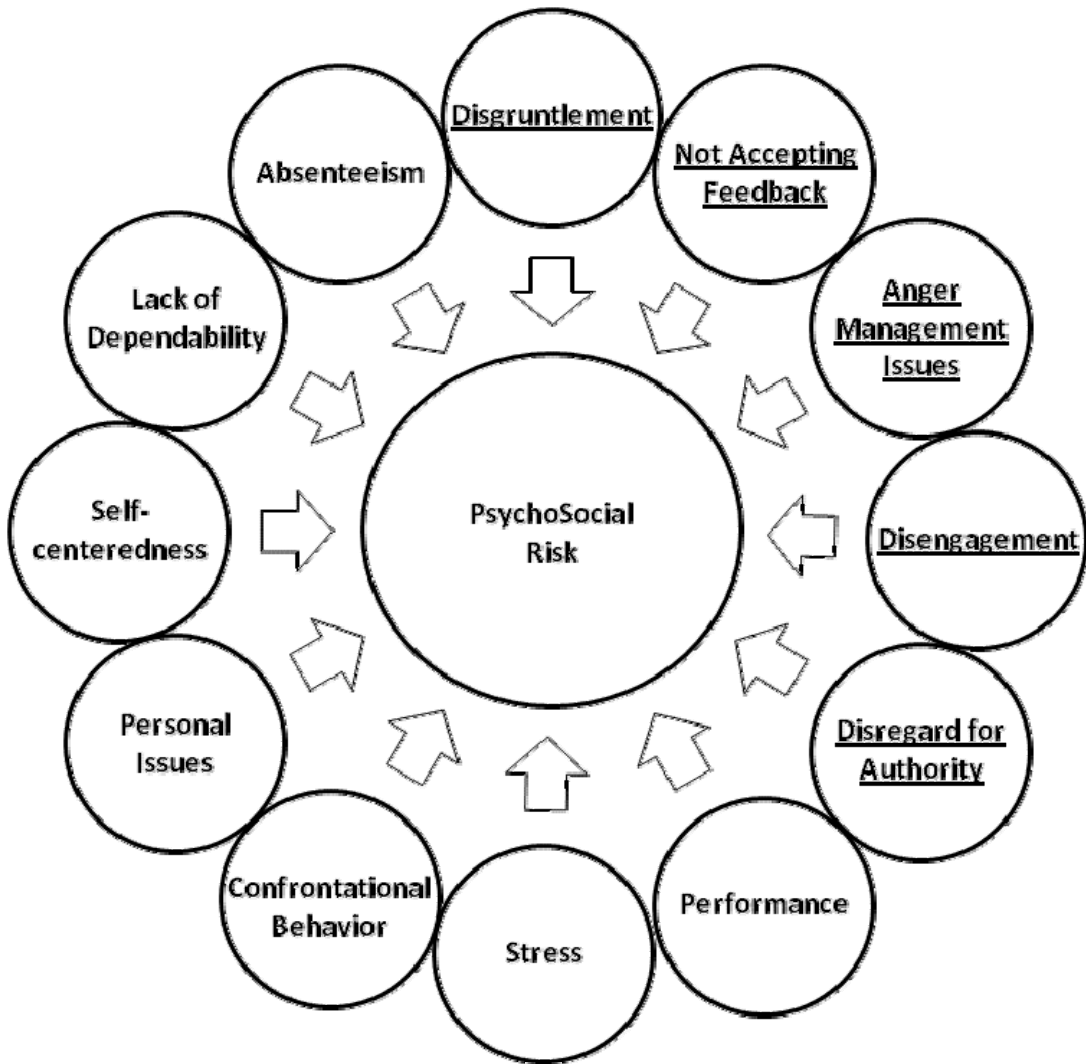 Disgruntlement
Not Accepting
Feedback
Anger
Management
Issues
Disengagement
Disregard for
Authority
Performance
Stress
Confrontational
Behavior
Personal
Issues
Self-
centeredness
Lack of
Dependability
Absenteeism
PsychoSocial
Risk